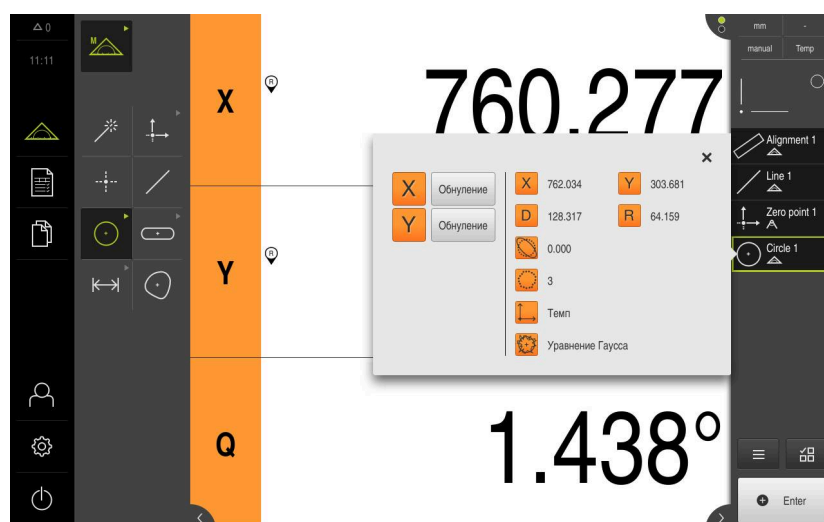 0
11:11
M
X
R
760.277
Y
R
Q
1.438°
X
Обнуление
Y
Обнуление
X 762.034 Y 303.681
D 128.317 R 64.159
0.000
3
Темп
Уравнение Гаусса
mm -
manual Temp
Alignment 1
Line 1
Zero point 1
Circle 1
Enter